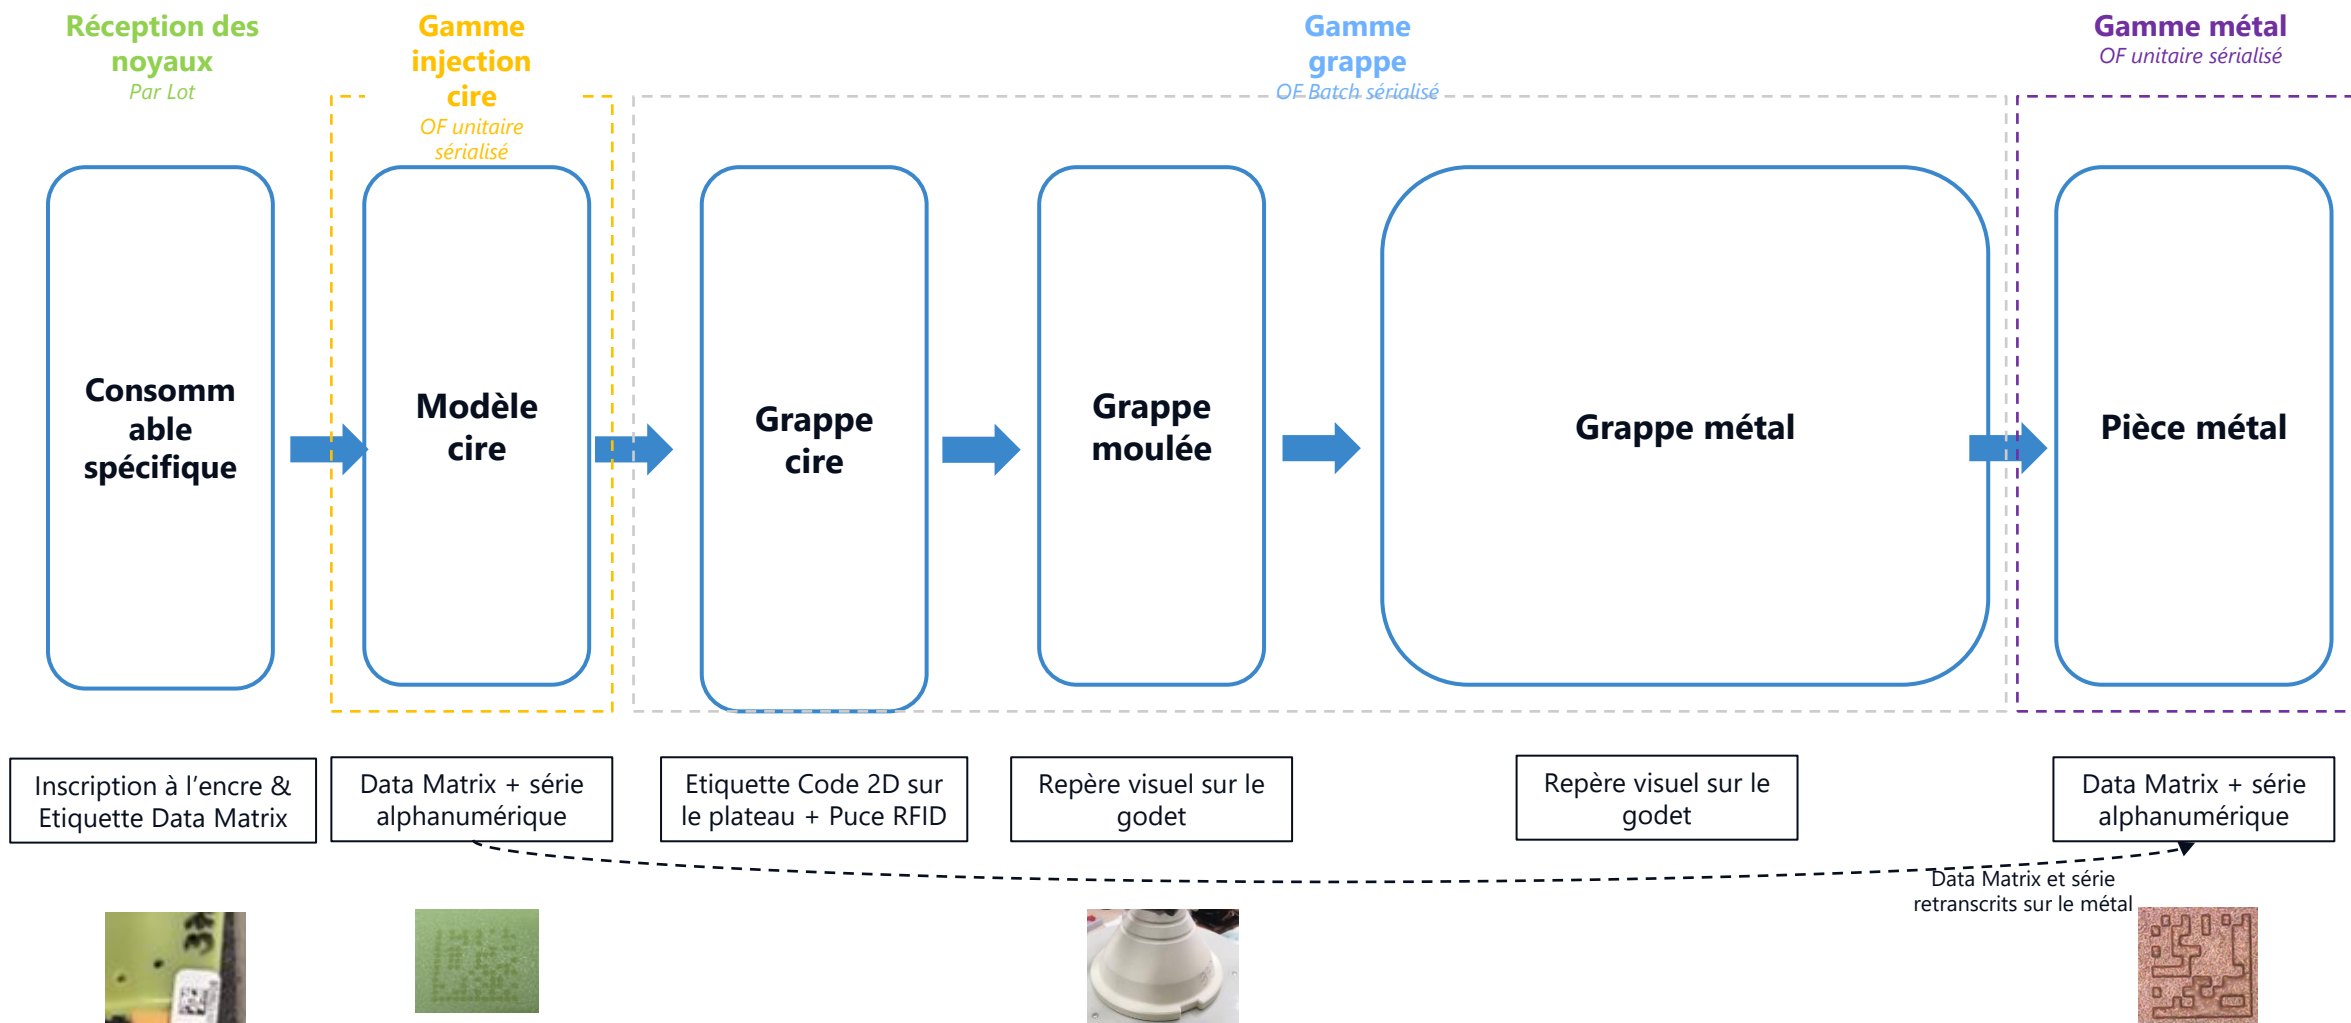 Réception des
noyaux
Par Lot
Gamme
injection
cire
OF unitaire
sérialisé
Gamme
grappe
OF Batch sérialisé
Gamme métal
OF unitaire sérialisé
Consomm
able
spécifique
Modèle
cire
Grappe
cire
Grappe
moulée
Grappe métal
Pièce métal
Inscription à l’encre &
Etiquette Data Matrix
Data Matrix + série
alphanumérique
Etiquette Code 2D sur
le plateau + Puce RFID
Repère visuel sur le
godet
Repère visuel sur le
godet
Data Matrix + série
alphanumérique
Data Matrix et série
retranscrits sur le métal